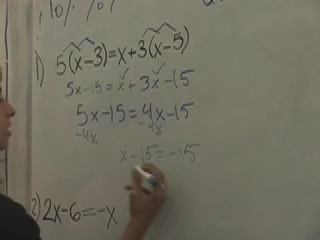 10% %
1) 5(x-3)=x+3(x-5)
5x-15=x+3x-15
5x-15=4x-15
-4x -4x
x-15=-15
2) 2x-6=-x